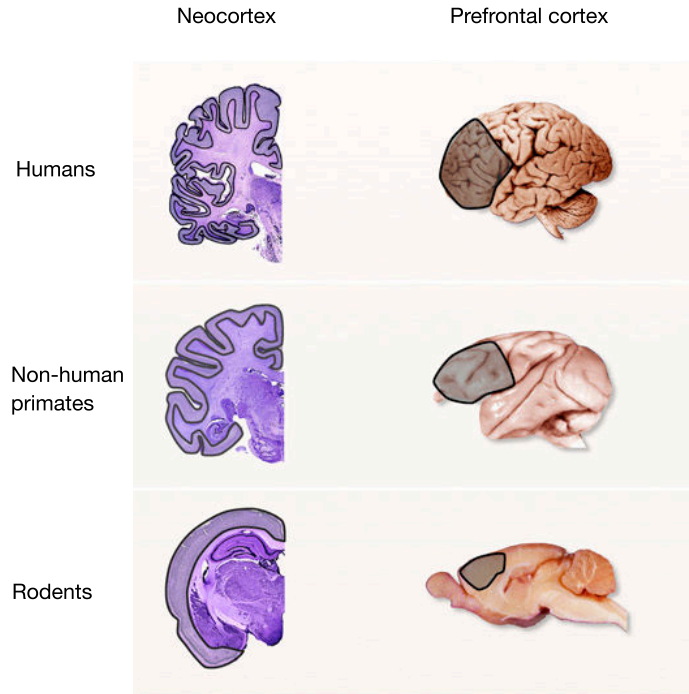 Neocortex
Prefrontal cortex
Humans
Non-human
primates
Rodents